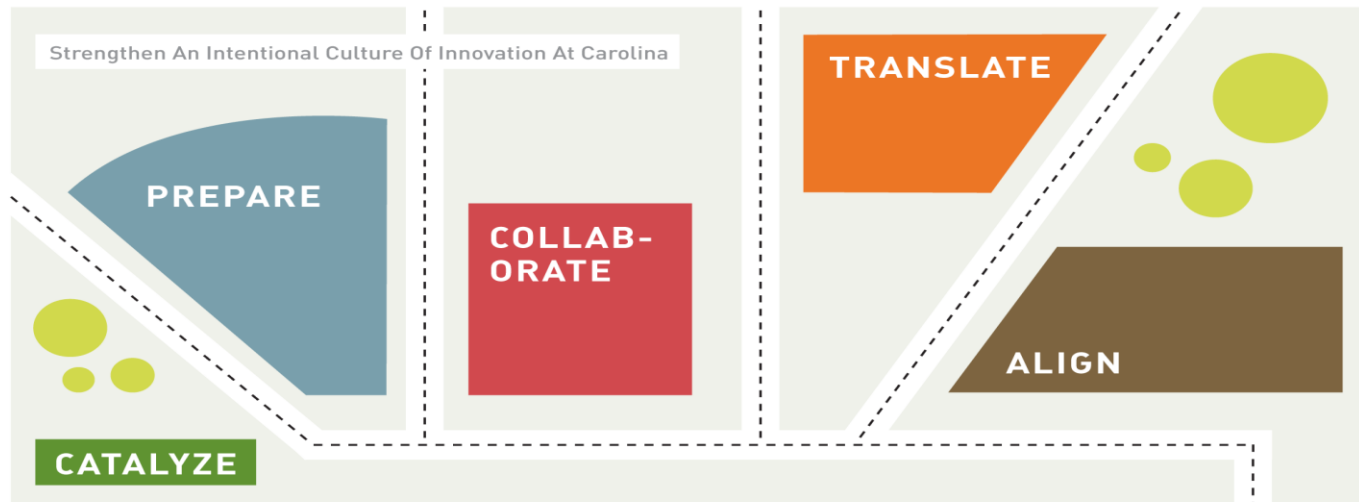 Strengthen An Intentional Culture Of Innovation At Carolina
TRANSLATE
PREPARE
COLLAB-
ORATE
ALIGN
CATALYZE